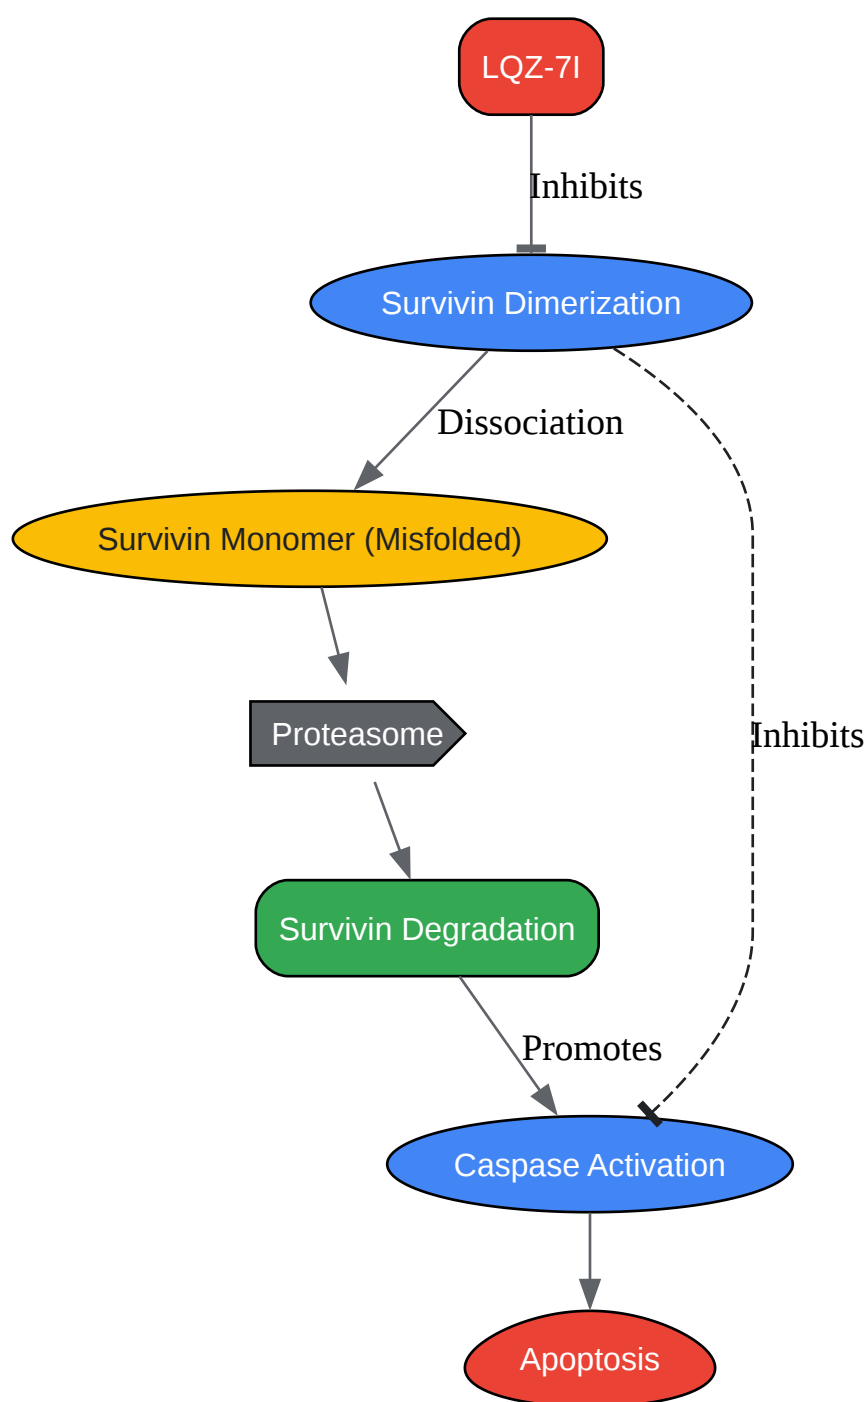 LQZ-7I
Inhibits
Survivin Dimerization
Dissociation
Survivin Monomer (Misfolded)
Proteasome
Inhibits
Survivin Degradation
Promotes
Caspase Activation
Apoptosis